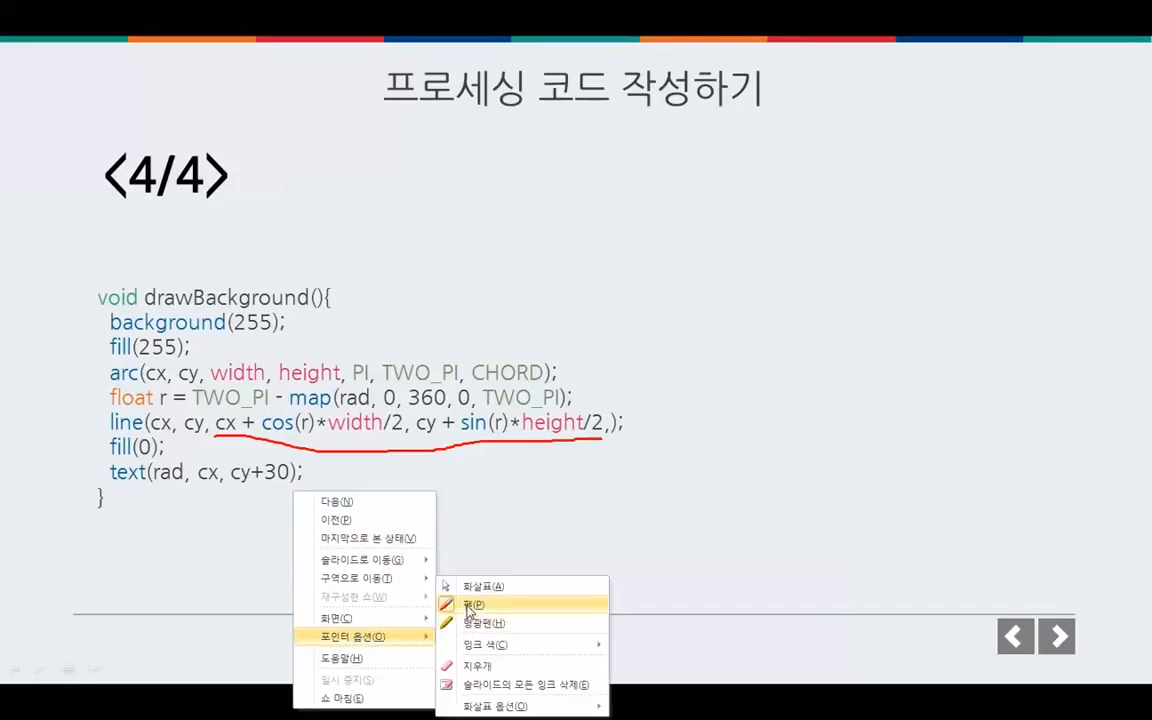 프로세싱 코드 작성하기
<4/4>
void drawBackground(){
background(255);
fill(255);
arc(cx, cy, width, height, PI, TWO_PI, CHORD);
float r = TWO_PI - map(rad, 0, 360, 0, TWO_PI);
line(cx, cy, cx + cos(r)*width/2, cy + sin(r)*height/2,);
fill(0);
text(rad, cx, cy+30);
}
다음(N)
이전(P)
마지막으로 본 상태(V)
슬라이드로 이동(G)
구역으로 이동(T)
재구성한 쇼(W)
화면(C)
포인터 옵션(O)
도움말(H)
일시 중지(S)
쇼 마침(E)
화살표(A)
펜(P)
형광펜(H)
잉크 색(C)
지우개
슬라이드의 모든 잉크 삭제(E)
화살표 옵션(O)